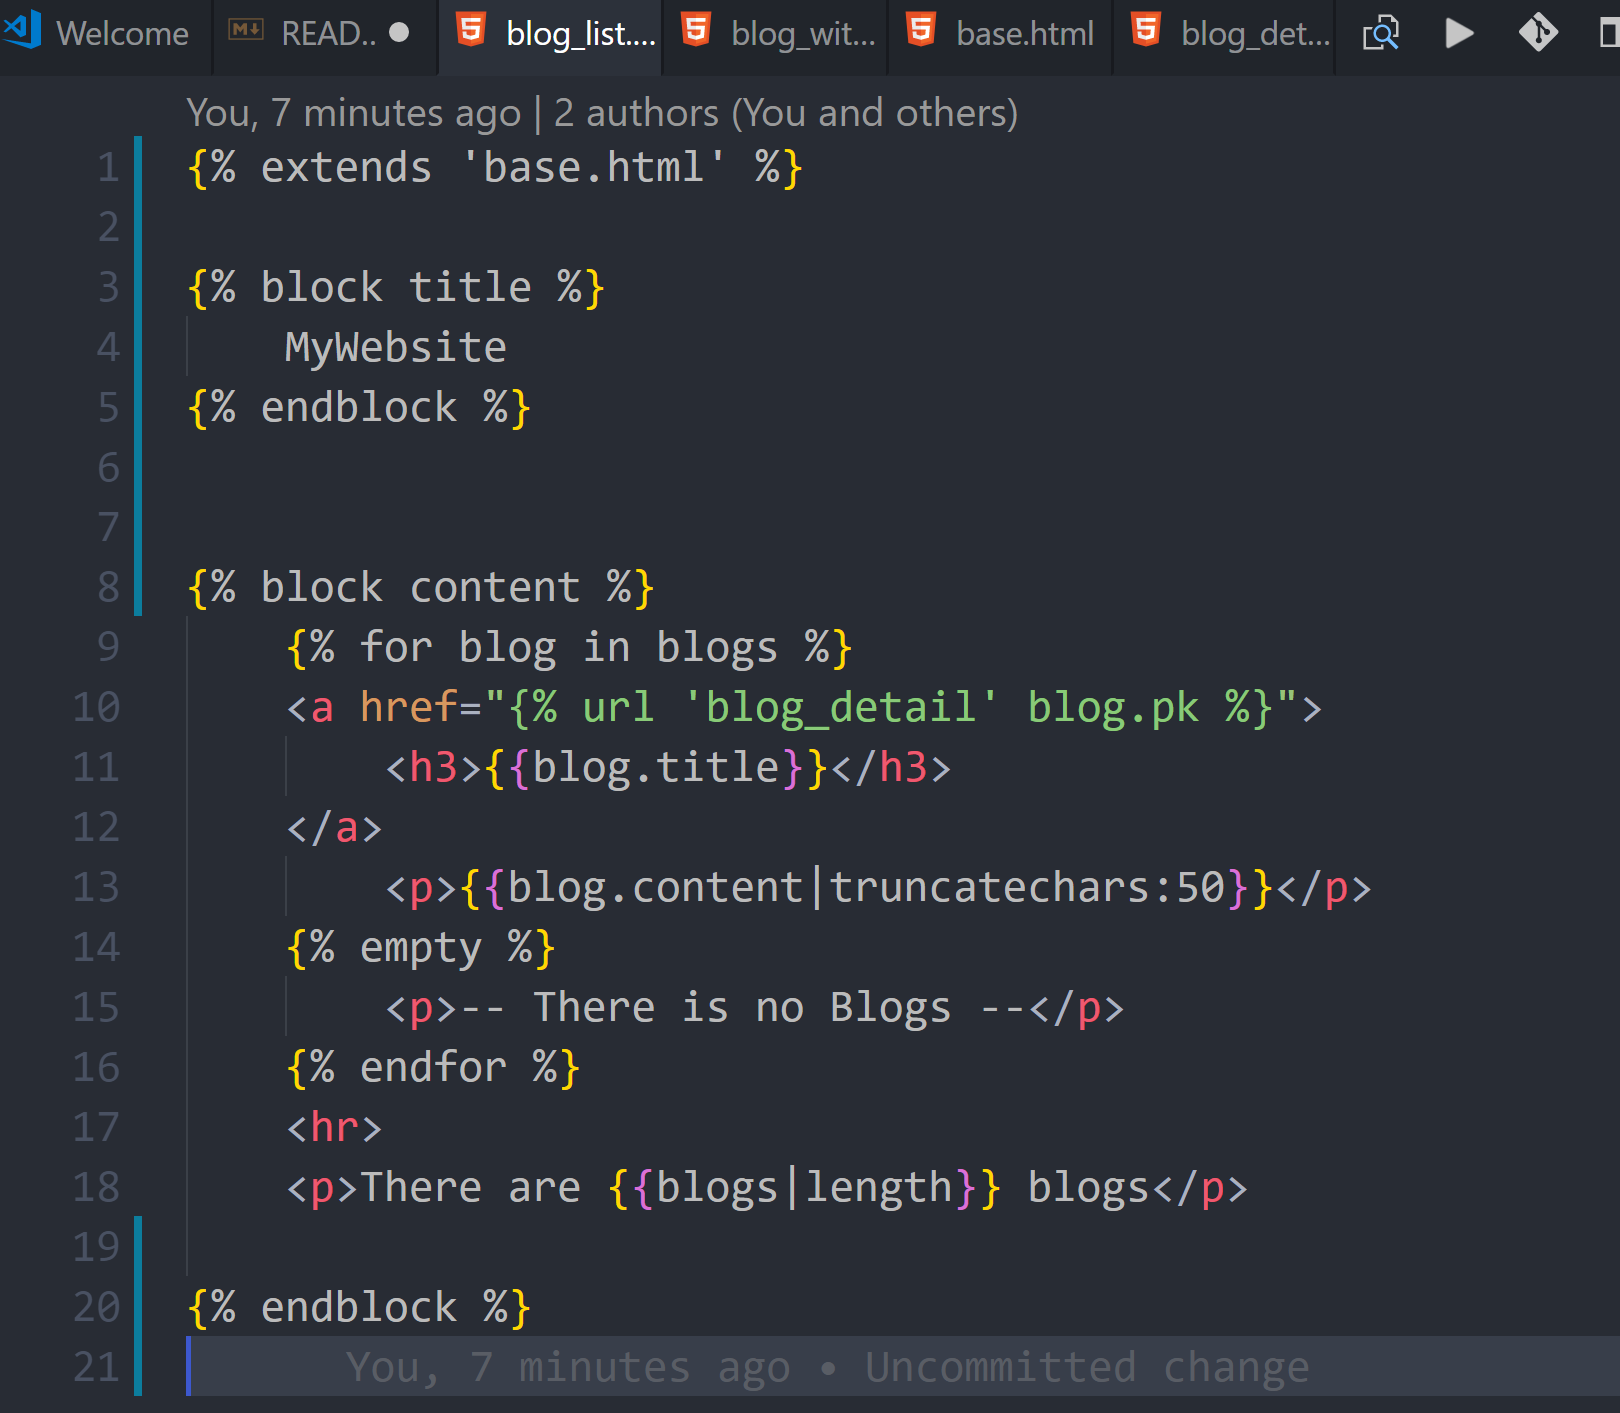 Welcome READ.. blog_list.... blog_wit... base.html blog_det...
You, 7 minutes ago | 2 authors (You and others)
1 {% extends 'base.html' %}
2
3 {% block title %}
4     MyWebsite
5 {% endblock %}
6
7
8 {% block content %}
9     {% for blog in blogs %}
10     <a href="{% url 'blog_detail' blog.pk %}">
11         <h3>{{blog.title}}</h3>
12     </a>
13         <p>{{blog.content|truncatechars:50}}</p>
14     {% empty %}
15         <p>-- There is no Blogs --</p>
16     {% endfor %}
17     <hr>
18     <p>There are {{blogs|length}} blogs</p>
19
20 {% endblock %}
21 You, 7 minutes ago • Uncommitted change